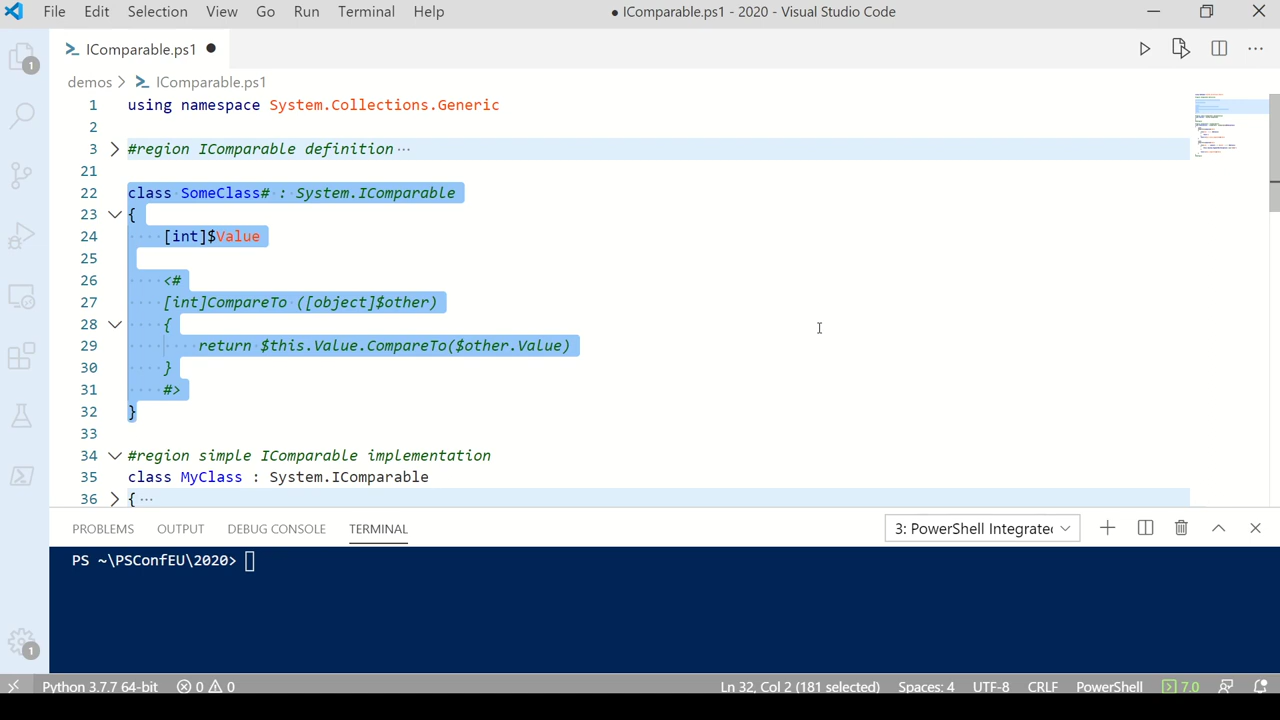 File Edit Selection View Go Run Terminal Help ● IComparable.ps1 - 2020 - Visual Studio Code
IComparable.ps1 ●
demos > IComparable.ps1
1 using namespace System.Collections.Generic
2
3 #region IComparable definition ···
21
22 class SomeClass# : System.IComparable
23 {
24 [int]$Value
25
26 <#
27 [int]CompareTo ([object]$other)
28 {
29 return $this.Value.CompareTo($other.Value)
30 }
31 #>
32 }
33
34 #region simple IComparable implementation
35 class MyClass : System.IComparable
36 { ···
PROBLEMS OUTPUT DEBUG CONSOLE TERMINAL 3: PowerShell Integrate
PS ~\PSConfEU\2020>
1
1
Python 3.7.7 64-bit 0 0 Ln 32, Col 2 (181 selected) Spaces: 4 UTF-8 CRLF PowerShell 7.0